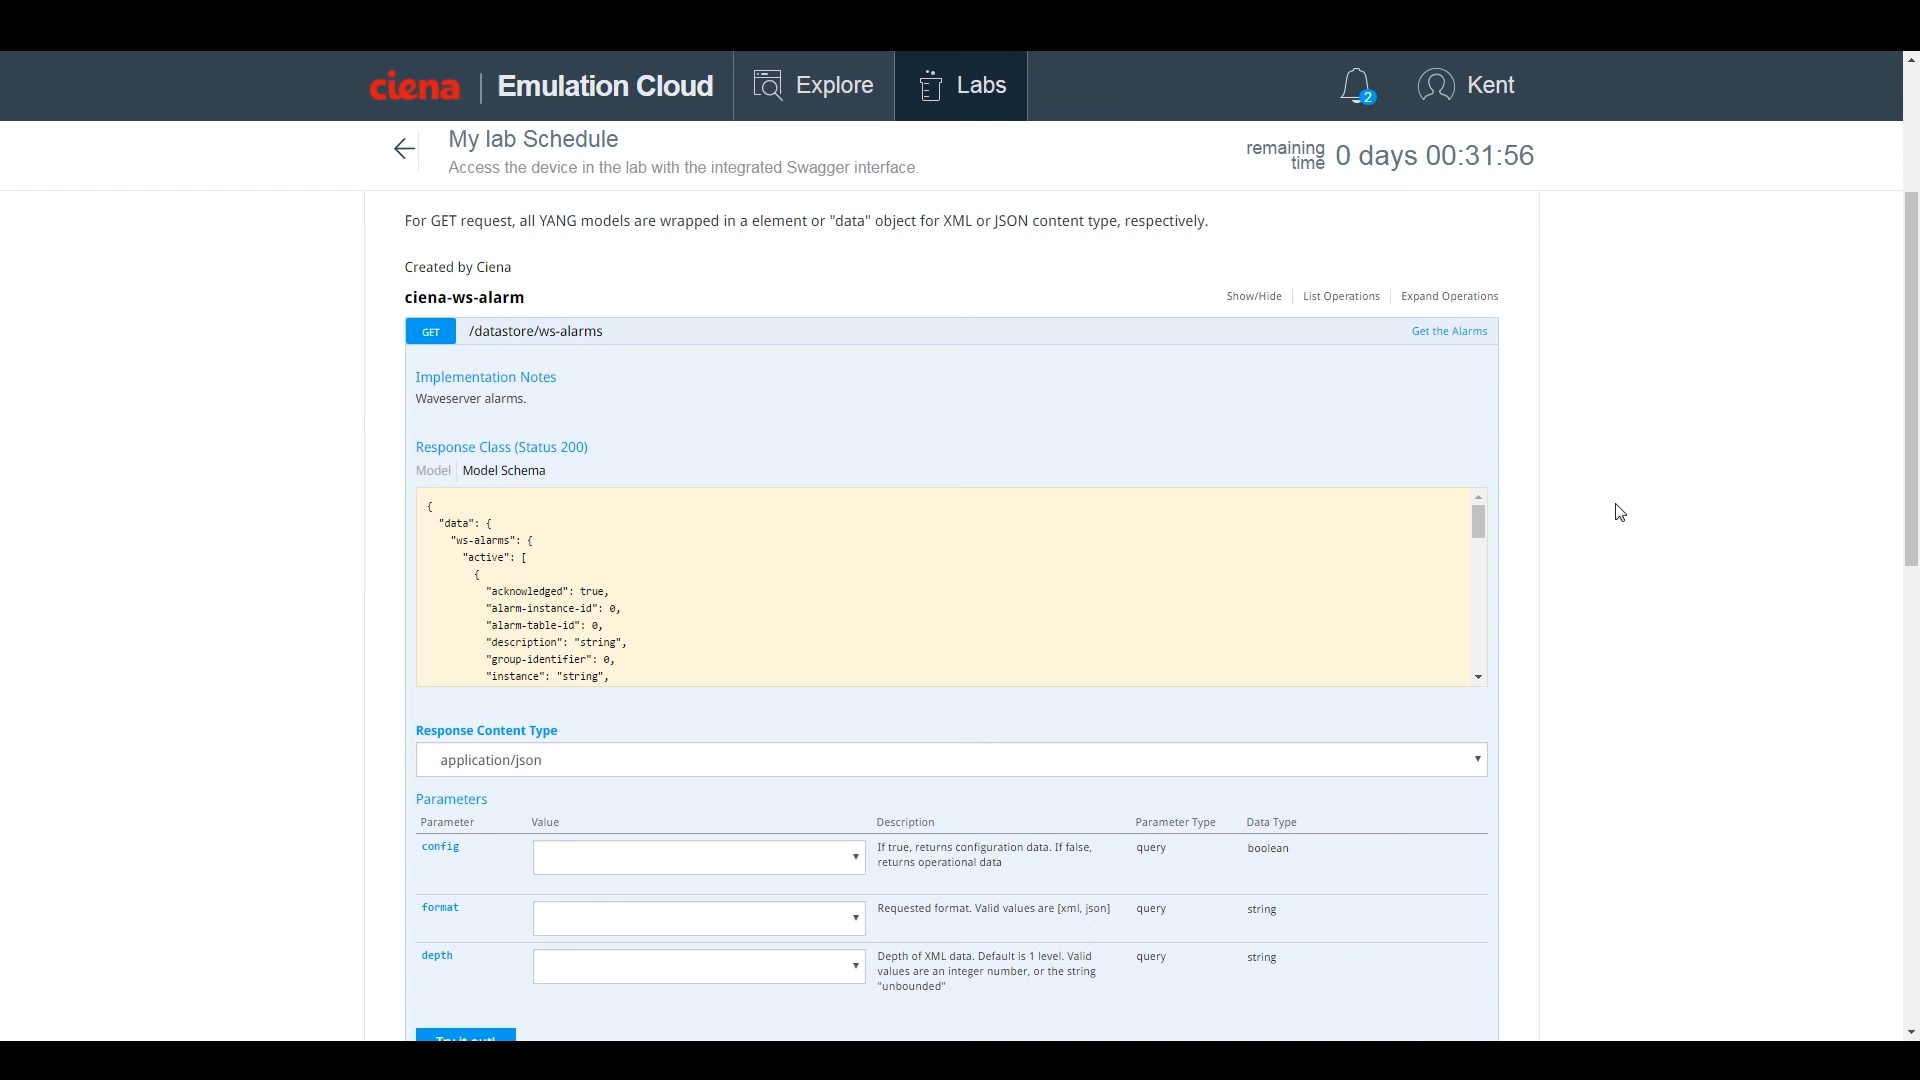 ciena | Emulation Cloud Explore Labs 2 Kent
My lab Schedule
Access the device in the lab with the integrated Swagger interface.
remaining time 0 days 00:31:56
For GET request, all YANG models are wrapped in a element or "data" object for XML or JSON content type, respectively.
Created by Ciena
ciena-ws-alarm Show/Hide List Operations Expand Operations
GET /datastore/ws-alarms Get the Alarms
Implementation Notes
Waveserver alarms.
Response Class (Status 200)
Model Model Schema
{
"data": {
"ws-alarms": {
"active": [
{
"acknowledged": true,
"alarm-instance-id": 0,
"alarm-table-id": 0,
"description": "string",
"group-identifier": 0,
"instance": "string",
Response Content Type
application/json
Parameters
Parameter Value Description Parameter Type Data Type
config If true, returns configuration data. If false, query boolean
returns operational data
format Requested format. Valid values are [xml, json] query string
depth Depth of XML data. Default is 1 level. Valid query string
values are an integer number, or the string
"unbounded"
Try it out!